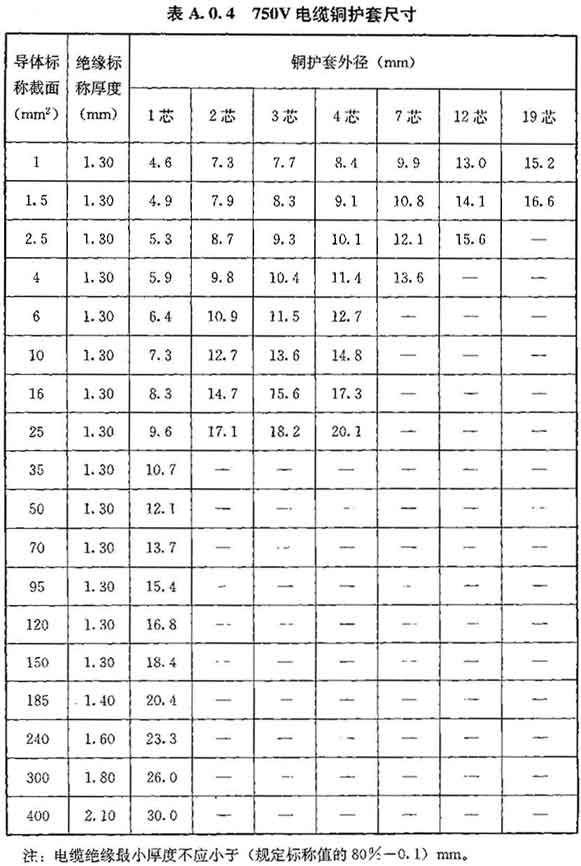 表 A.0.4 750V 电缆铜护套尺寸
导体标称截面(mm²) 绝缘标称厚度(mm) 铜护套外径(mm)
1芯 2芯 3芯 4芯 7芯 12芯 19芯
1 1.30 4.6 7.3 7.7 8.4 9.9 13.0 15.2
1.5 1.30 4.9 7.9 8.3 9.1 10.8 14.1 16.6
2.5 1.30 5.3 8.7 9.3 10.1 12.1 15.6 —
4 1.30 5.9 9.8 10.4 11.4 13.6 — —
6 1.30 6.4 10.9 11.5 12.7 — — —
10 1.30 7.3 12.7 13.6 14.8 — — —
16 1.30 8.3 14.7 15.6 17.3 — — —
25 1.30 9.6 17.1 18.2 20.1 — — —
35 1.30 10.7 — — — — — —
50 1.30 12.1 — — — — — —
70 1.30 13.7 — — — — — —
95 1.30 15.4 — — — — — —
120 1.30 16.8 — — — — — —
150 1.30 18.4 — — — — — —
185 1.40 20.4 — — — — — —
240 1.60 23.3 — — — — — —
300 1.80 26.0 — — — — — —
400 2.10 30.0 — — — — — —
注：电缆绝缘最小厚度不应小于（规定标称值的80%−0.1）mm。